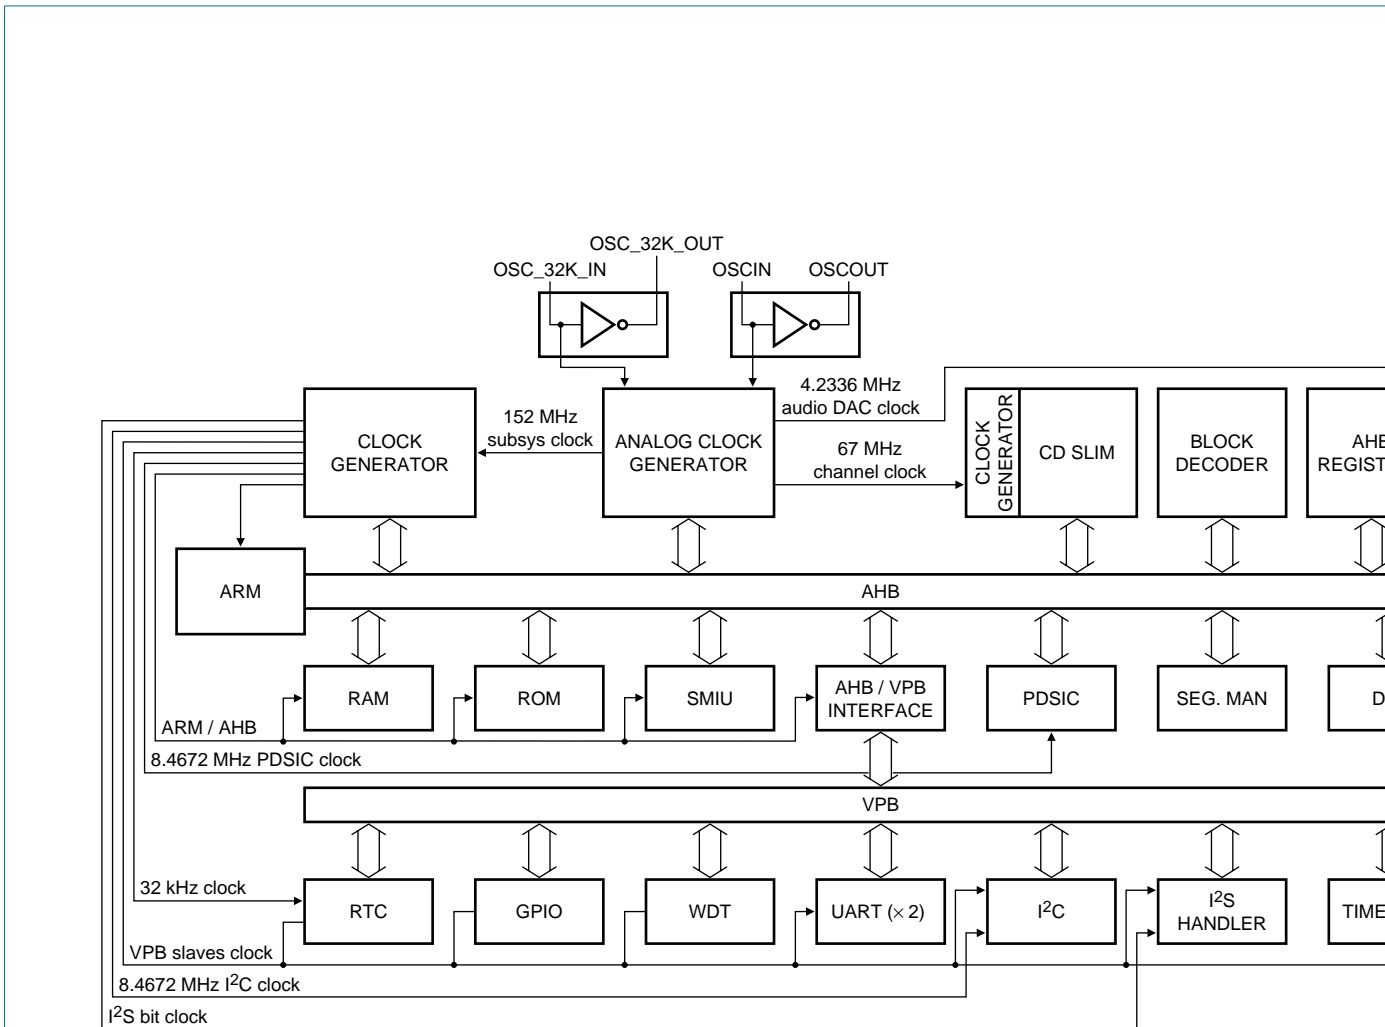 OSC_32K_OUT
OSC_32K_IN
OSCIN
OSCOUT
4.2336 MHz
audio DAC clock
152 MHz
subsys clock
67 MHz
channel clock
CLOCK
GENERATOR
ANALOG CLOCK
GENERATOR
CLOCK
GENERATOR
CD SLIM
BLOCK
DECODER
AHB
REGIST
ARM
AHB
RAM
ROM
SMIU
AHB / VPB
INTERFACE
PDSIC
SEG. MAN
D
ARM / AHB
8.4672 MHz PDSIC clock
VPB
32 kHz clock
RTC
GPIO
WDT
UART (× 2)
I²C
I²S
HANDLER
TIME
VPB slaves clock
8.4672 MHz I²C clock
I²S bit clock